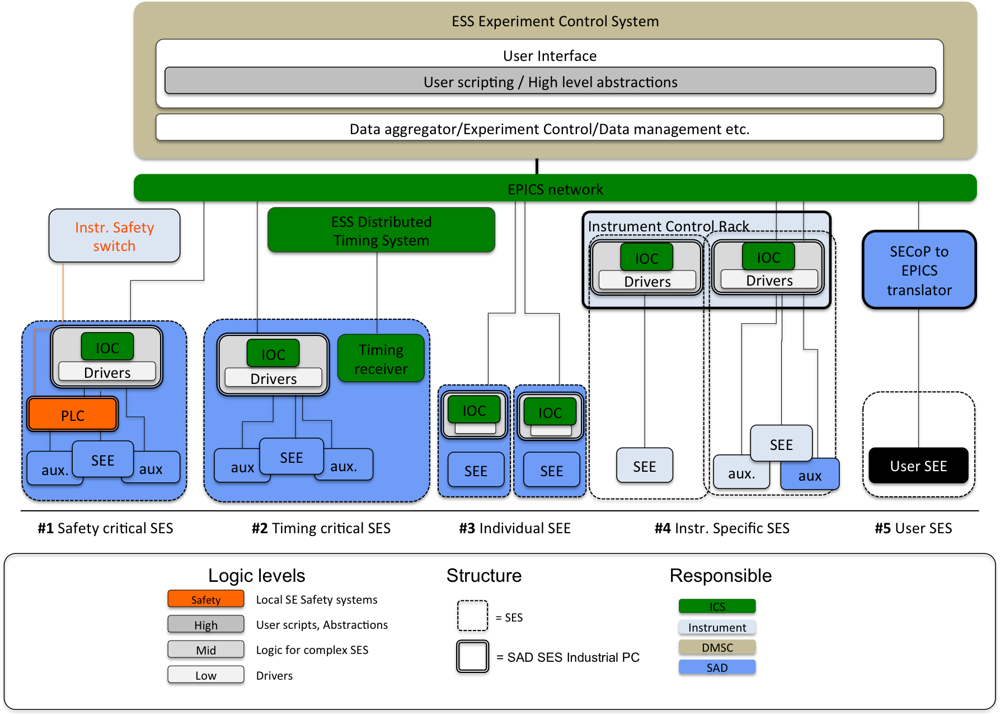 ESS Experiment Control System
User Interface
User scripting / High level abstractions
Data aggregator/Experiment Control/Data management etc.
EPICS network
Instr. Safety
switch
ESS Distributed
Timing System
Instrument Control Rack
IOC
Drivers
IOC
Drivers
SECoP to
EPICS
translator
IOC
Drivers
PLC
aux.
SEE
aux
IOC
Drivers
Timing
receiver
aux
SEE
aux.
IOC
SEE
IOC
SEE
SEE
SEE
aux.
aux
User SEE
#1 Safety critical SES
#2 Timing critical SES
#3 Individual SEE
#4 Instr. Specific SES
#5 User SES
Logic levels
Safety
Local SE Safety systems
High
User scripts, Abstractions
Mid
Logic for complex SES
Low
Drivers
Structure
= SES
= SAD SES Industrial PC
Responsible
ICS
Instrument
DMSC
SAD